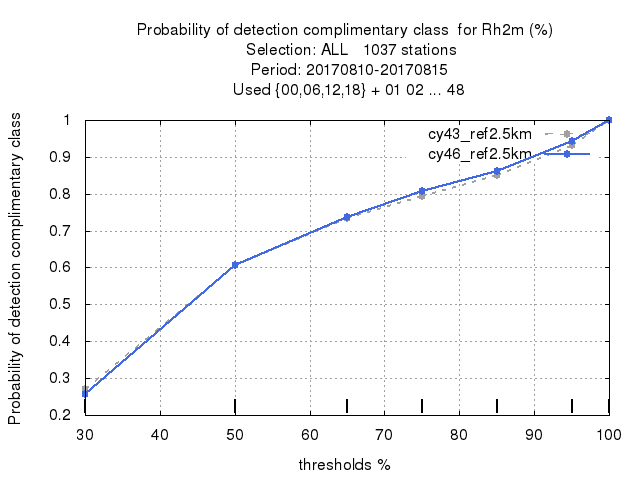 Probability of detection complimentary class  for Rh2m (%)
Selection: ALL   1037 stations
Period: 20170810-20170815
Used {00,06,12,18} + 01 02 ... 48
Probability of detection complimentary class
1
0.9
0.8
0.7
0.6
0.5
0.4
0.3
0.2
cy43_ref2.5km
cy46_ref2.5km
30 40 50 60 70 80 90 100
thresholds %